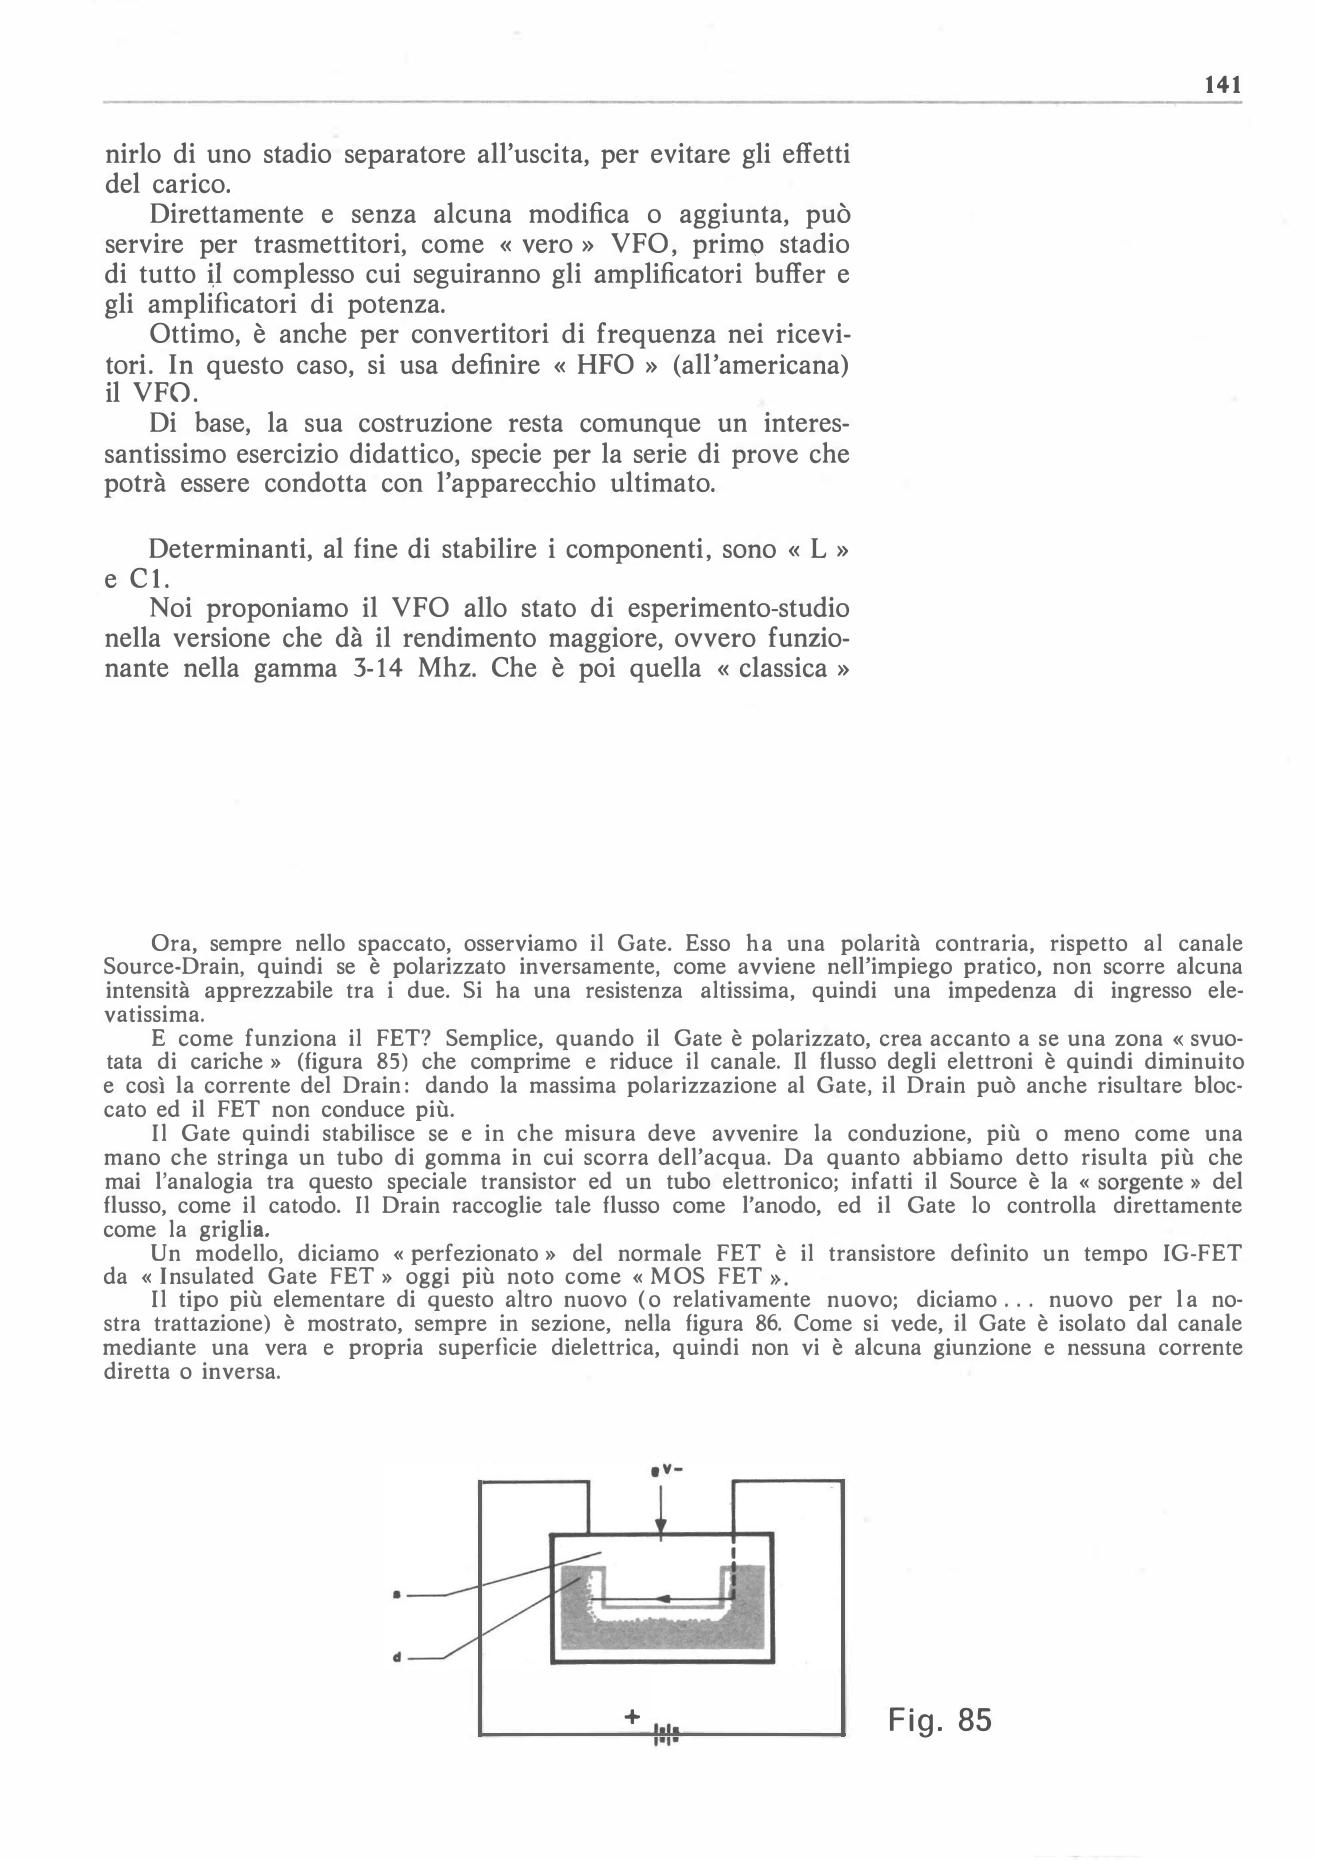 141
nirlo di uno stadio separatore all'uscita, per evitare gli effetti
del carico.
Direttamente e senza alcuna modifica o aggiunta, può
servire per trasmettitori, come « vero » VFO, primo stadio
di tutto il complesso cui seguiranno gli amplificatori buffer e
gli amplificatori di potenza.
Ottimo, è anche per convertitori di frequenza nei ricevi-
tori. In questo caso, si usa definire « HFO » (all'americana)
il VFO.
Di base, la sua costruzione resta comunque un interes-
santissimo esercizio didattico, specie per la serie di prove che
potrà essere condotta con l'apparecchio ultimato.
Determinanti, al fine di stabilire i componenti, sono « L »
e C1.
Noi proponiamo il VFO allo stato di esperimento-studio
nella versione che dà il rendimento maggiore, ovvero funzio-
nante nella gamma 3-14 Mhz. Che è poi quella « classica »
Ora, sempre nello spaccato, osserviamo il Gate. Esso ha una polarità contraria, rispetto al canale
Source-Drain, quindi se è polarizzato inversamente, come avviene nell'impiego pratico, non scorre alcuna
intensità apprezzabile tra i due. Si ha una resistenza altissima, quindi una impedenza di ingresso ele-
vatissima.
E come funziona il FET? Semplice, quando il Gate è polarizzato, crea accanto a se una zona « svuo-
tata di cariche » (figura 85) che comprime e riduce il canale. Il flusso degli elettroni è quindi diminuito
e così la corrente del Drain: dando la massima polarizzazione al Gate, il Drain può anche risultare bloc-
cato ed il FET non conduce più.
Il Gate quindi stabilisce se e in che misura deve avvenire la conduzione, più o meno come una
mano che stringa un tubo di gomma in cui scorra dell'acqua. Da quanto abbiamo detto risulta più che
mai l'analogia tra questo speciale transistor ed un tubo elettronico; infatti il Source è la « sorgente » del
flusso, come il catodo. Il Drain raccoglie tale flusso come l'anodo, ed il Gate lo controlla direttamente
come la griglia.
Un modello, diciamo « perfezionato » del normale FET è il transistore definito un tempo IG-FET
da « Insulated Gate FET » oggi più noto come « MOS FET ».
Il tipo più elementare di questo altro nuovo (o relativamente nuovo; diciamo . . . nuovo per la no-
stra trattazione) è mostrato, sempre in sezione, nella figura 86. Come si vede, il Gate è isolato dal canale
mediante una vera e propria superficie dielettrica, quindi non vi è alcuna giunzione e nessuna corrente
diretta o inversa.
V-
d
+
Fig. 85